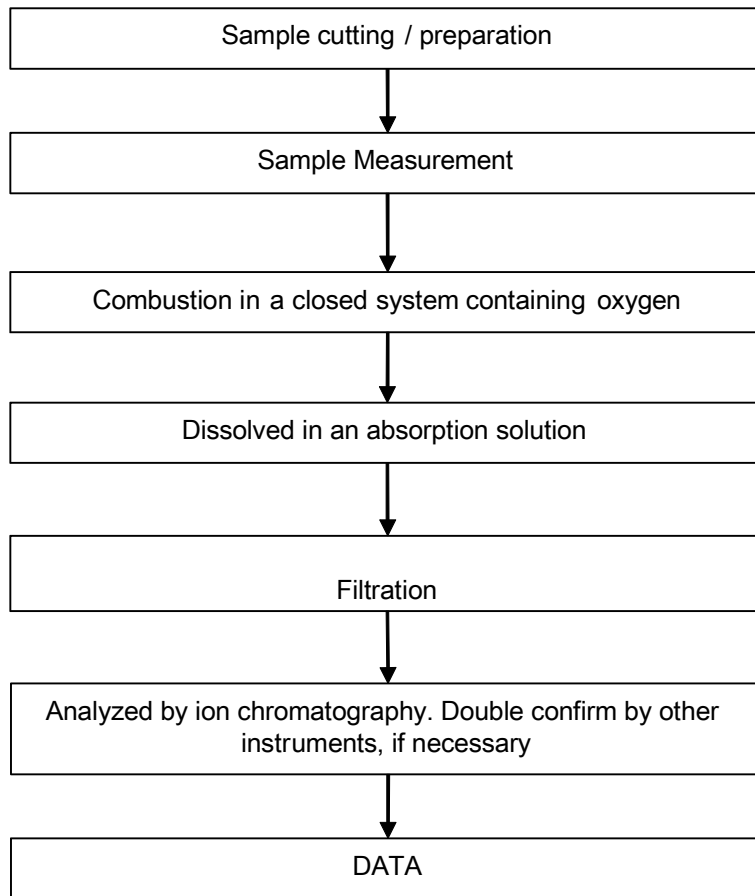 Sample cutting / preparation
Sample Measurement
Combustion in a closed system containing oxygen
Dissolved in an absorption solution
Filtration
Analyzed by ion chromatography. Double confirm by other
instruments, if necessary
DATA